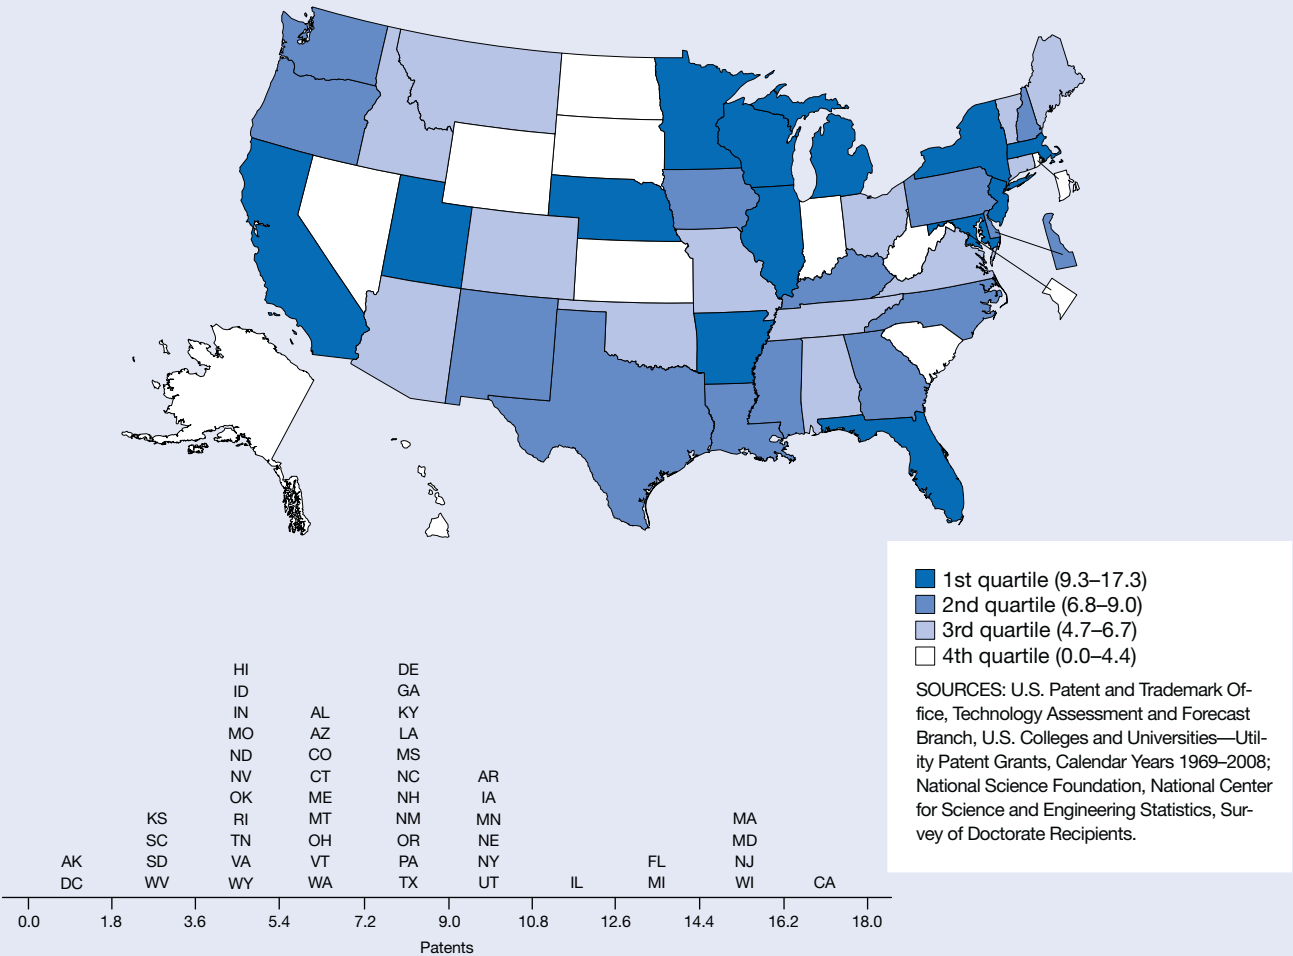 1st quartile (9.3–17.3)
2nd quartile (6.8–9.0)
3rd quartile (4.7–6.7)
4th quartile (0.0–4.4)
SOURCES: U.S. Patent and Trademark Of-
fice, Technology Assessment and Forecast
Branch, U.S. Colleges and Universities—Util-
ity Patent Grants, Calendar Years 1969–2008;
National Science Foundation, National Center
for Science and Engineering Statistics, Sur-
vey of Doctorate Recipients.
HI DE
ID GA
IN AL KY
MO AZ LA
ND CO MS
NV CT NC AR
OK ME NH IA
KS RI MT NM MN MA
SC TN OH OR NE MD
AK SD VA VT PA NY FL NJ
DC WV WY WA TX UT IL MI WI CA
0.0 1.8 3.6 5.4 7.2 9.0 10.8 12.6 14.4 16.2 18.0
Patents